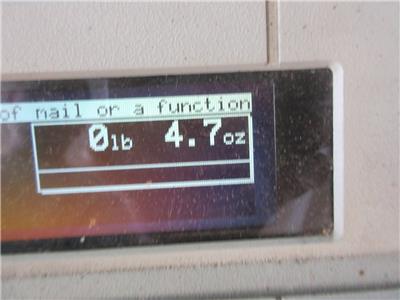 of mail or a function
0lb 4.7oz